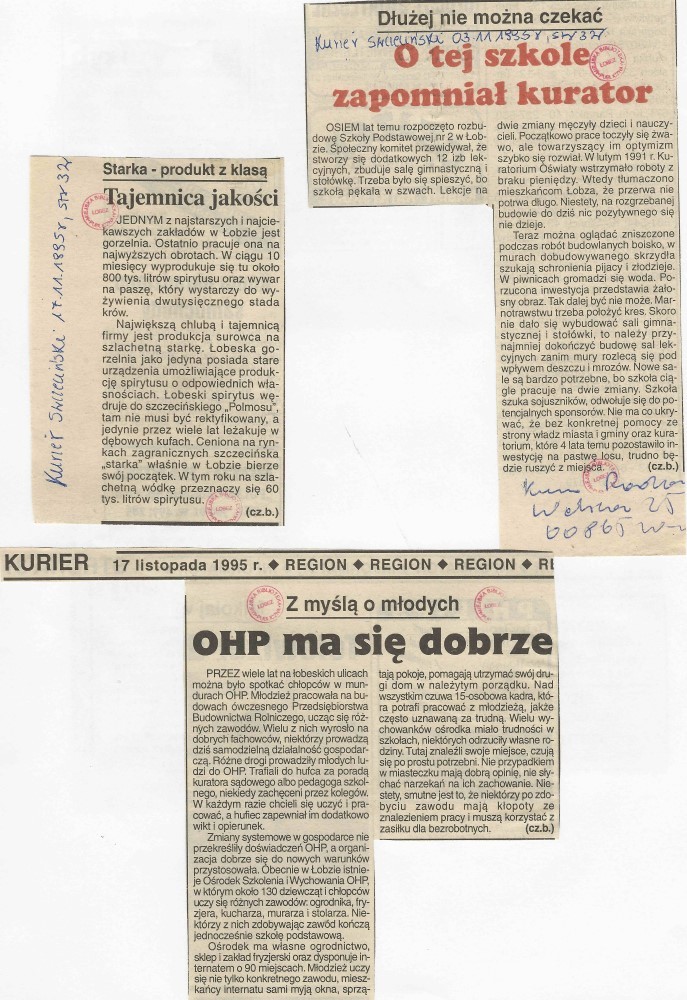 Dłużej nie można czekać
Kurier Szczeciński 03.11.1995r, str 32
O tej szkole
zapomniał kurator
OSIEM lat temu rozpoczęto rozbu-
dowę Szkoły Podstawowej nr 2 w Łob-
zie. Społeczny komitet przewidywał, że
stworzy się dodatkowych 12 izb lek-
cyjnych, zbuduje salę gimnastyczną i
stołówkę. Trzeba było się spieszyć, bo
szkoła pękała w szwach. Lekcje na
dwie zmiany męczyły dzieci i nauczy-
cieli. Początkowo prace toczyły się żwa-
wo, ale towarzyszący im optymizm
szybko się rozwiał. W lutym 1991 r. Ku-
ratorium Oświaty wstrzymało roboty z
braku pieniędzy. Wtedy tłumaczono
mieszkańcom Łobza, że przerwa nie
potrwa długo. Niestety, na rozgrzebanej
budowie do dziś nic pozytywnego się
nie dzieje.
Teraz można oglądać zniszczone
podczas robót budowlanych boisko, w
murach dobudowywanego skrzydła
szukają schronienia pijacy i złodzieje.
W piwnicach gromadzi się woda. Po-
rzucona inwestycja przedstawia żało-
sny obraz. Tak dalej być nie może. Mar-
notrawstwu trzeba położyć kres. Skoro
nie dało się wybudować sali gimna-
stycznej i stołówki, to należy przy-
najmniej dokończyć budowę sal lek-
cyjnych zanim mury rozlecą się pod
wpływem deszczu i mrozów. Nowe sa-
le są bardzo potrzebne, bo szkoła cią-
gle pracuje na dwie zmiany. Szkoła
szuka sojuszników, odwołuje się do po-
tencjalnych sponsorów. Nie ma co ukry-
wać, że bez konkretnej pomocy ze
strony władz miasta i gminy oraz kura-
torium, które 4 lata temu pozostawiło in-
westycję na pastwę losu, trudno bę-
dzie ruszyć z miejsca. (cz.b.)
Kurier Szczeciński 17.11.1995r, str 32
Starka - produkt z klasą
Tajemnica jakości
JEDNYM z najstarszych i najcie-
kawszych zakładów w Łobzie jest
gorzelnia. Ostatnio pracuje ona na
najwyższych obrotach. W ciągu 10
miesięcy wyprodukuje się tu około
800 tys. litrów spirytusu oraz wywar
na paszę, który wystarczy do wy-
żywienia dwutysięcznego stada
krów.
Największą chlubą i tajemnicą
firmy jest produkcja surowca na
szlachetną starkę. Łobeska go-
rzelnia jako jedyna posiada stare
urządzenia umożliwiające produk-
cję spirytusu o odpowiednich wła-
snościach. Łobeski spirytus wę-
druje do szczecińskiego „Polmosu”,
tam nie musi być rektyfikowany, a
jedynie przez wiele lat leżakuje w
dębowych kufach. Ceniona na ryn-
kach zagranicznych szczecińska
„starka” właśnie w Łobzie bierze
swój początek. W tym roku na szla-
chetną wódkę przeznaczy się 60
tys. litrów spirytusu.
(cz.b.)
KURIER 17 listopada 1995 r. ◆ REGION ◆ REGION ◆ REGION ◆ RE
Z myślą o młodych
OHP ma się dobrze
PRZEZ wiele lat na łobeskich ulicach
można było spotkać chłopców w mun-
durach OHP. Młodzież pracowała na bu-
dowach ówczesnego Przedsiębiorstwa
Budownictwa Rolniczego, ucząc się róż-
nych zawodów. Wielu z nich wyrosło na
dobrych fachowców, niektórzy prowadzą
dziś samodzielną działalność gospodar-
czą. Różne drogi prowadziły młodych lu-
dzi do OHP. Trafiali do hufca za poradą
kuratora sądowego albo pedagoga szkol-
nego, niekiedy zachęceni przez kolegów.
W każdym razie chcieli się uczyć i pra-
cować, a hufiec zapewniał im dodatkowo
wikt i opierunek.
Zmiany systemowe w gospodarce nie
przekreśliły doświadczeń OHP, a organi-
zacja dobrze się do nowych warunków
przystosowała. Obecnie w Łobzie istnie-
je Ośrodek Szkolenia i Wychowania OHP,
w którym około 130 dziewcząt i chłopców
uczy się różnych zawodów: ogrodnika, fry-
zjera, kucharza, murarza i stolarza. Nie-
którzy z nich zdobywając zawód kończą
jednocześnie szkołę podstawową.
Ośrodek ma własne ogrodnictwo,
sklep i zakład fryzjerski oraz dysponuje in-
ternatem o 90 miejscach. Młodzież uczy
się nie tylko konkretnego zawodu, miesz-
kańcy internatu sami myją okna, sprzą-
tają pokoje, pomagają utrzymać swój dru-
gi dom w należytym porządku. Nad
wszystkim czuwa 15-osobowa kadra, któ-
ra potrafi pracować z młodzieżą, jakże
często uznawaną za trudną. Wielu wy-
chowanków ośrodka miało trudności w
szkołach, niektórych odrzuciły własne ro-
dziny. Tutaj znaleźli swoje miejsce, czują
się po prostu potrzebni. Nie przypadkiem
w miasteczku mają dobrą opinię, nie sły-
chać narzekań na ich zachowanie. Nie-
stety, smutne jest to, że niektórzy po zdo-
byciu zawodu mają kłopoty ze
znalezieniem pracy i muszą korzystać z
zasiłku dla bezrobotnych. (cz.b.)